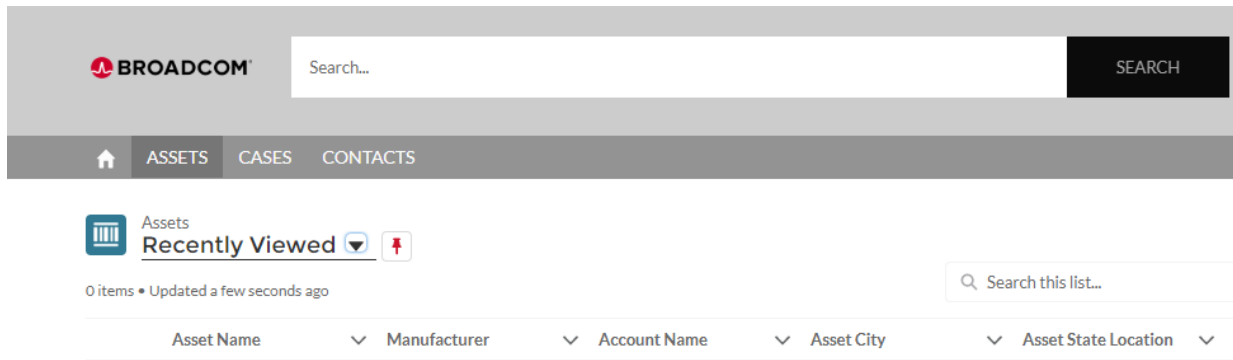 BROADCOM
Search...
SEARCH
ASSETS CASES CONTACTS
Assets
Recently Viewed
0 items • Updated a few seconds ago
Search this list...
Asset Name Manufacturer Account Name Asset City Asset State Location